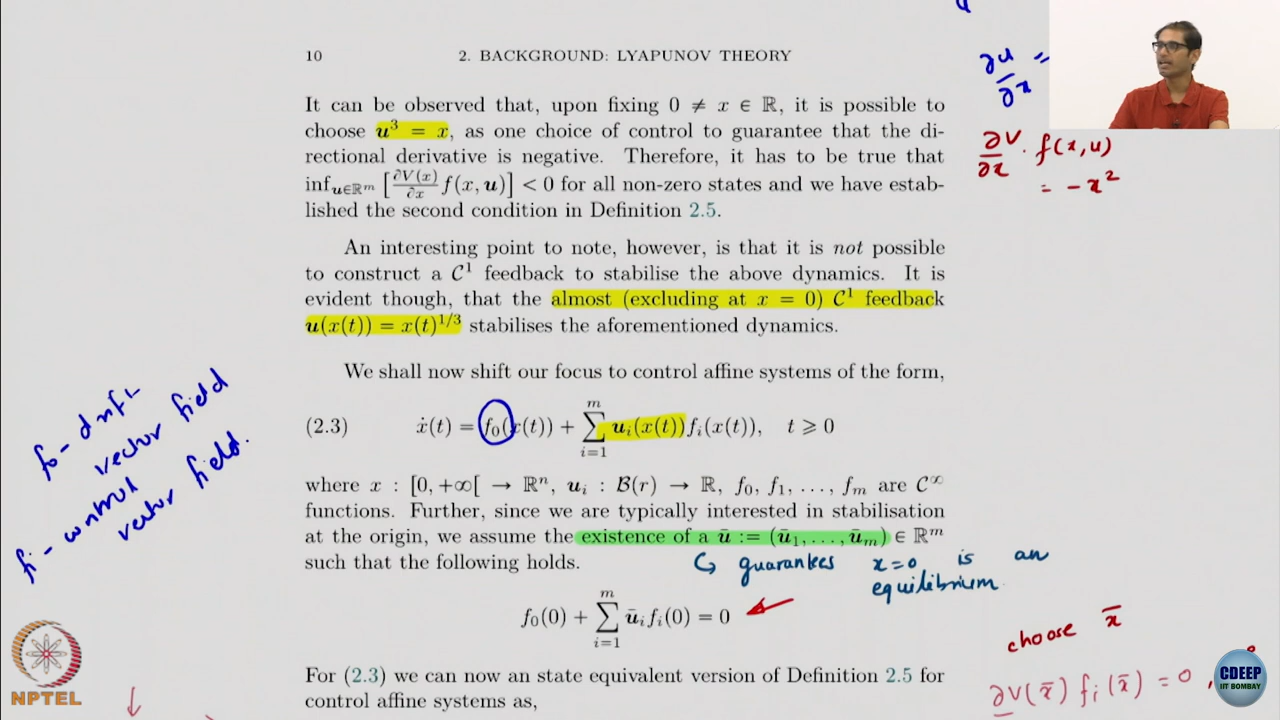 10 2. BACKGROUND: LYAPUNOV THEORY
It can be observed that, upon fixing 0 ≠ x ∈ ℝ, it is possible to
choose u³ = x, as one choice of control to guarantee that the di-
rectional derivative is negative. Therefore, it has to be true that
inf_{u∈ℝ^m} [∂V(x)/∂x f(x, u)] < 0 for all non-zero states and we have estab-
lished the second condition in Definition 2.5.
An interesting point to note, however, is that it is not possible
to construct a C¹ feedback to stabilise the above dynamics. It is
evident though, that the almost (excluding at x = 0) C¹ feedback
u(x(t)) = x(t)^{1/3} stabilises the aforementioned dynamics.
We shall now shift our focus to control affine systems of the form,
(2.3) ẋ(t) = f₀(x(t)) + ∑_{i=1}^{m} u_i(x(t))f_i(x(t)), t ⩾ 0
where x : [0, +∞[ → ℝⁿ, u_i : B(r) → ℝ, f₀, f₁, . . . , f_m are C^∞
functions. Further, since we are typically interested in stabilisation
at the origin, we assume the existence of a ū := (ū₁, . . . , ū_m) ∈ ℝ^m
such that the following holds.
f₀(0) + ∑_{i=1}^{m} ū_i f_i(0) = 0
For (2.3) we can now an state equivalent version of Definition 2.5 for
control affine systems as,
∂u/∂x =
∂V/∂x . f(x,u)
= -x²
f₀ - drift
vector field
f_i - control
vector field.
↳ guarantees x=0 is an
equilibrium
choose x̄
∂V(x̄) f_i(x̄) = 0 ,
NPTEL
CDEEP
IIT BOMBAY